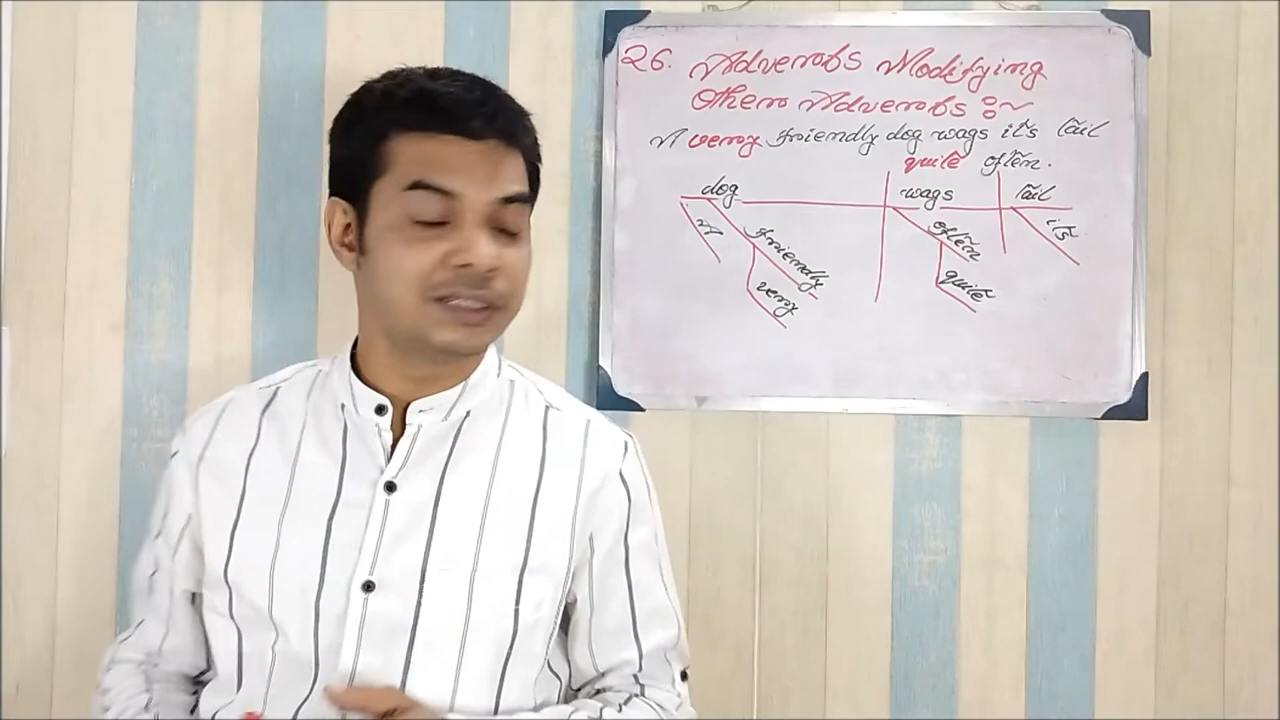 26. Adverbs Modifying
Other Adverbs :~
A very friendly dog wags it's tail
quite often.
dog wags tail
A friendly often it's
very quite